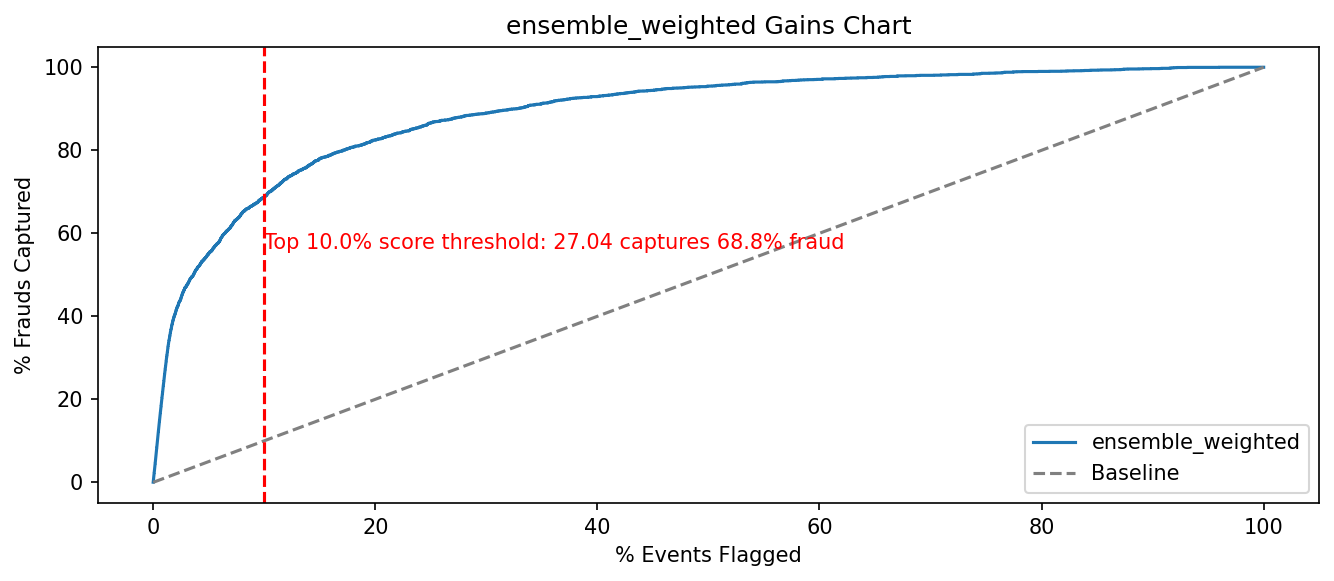 ensemble_weighted Gains Chart
100
80
60
40
20
0
% Frauds Captured
Top 10.0% score threshold: 27.04 captures 68.8% fraud
ensemble_weighted
Baseline
0 20 40 60 80 100
% Events Flagged